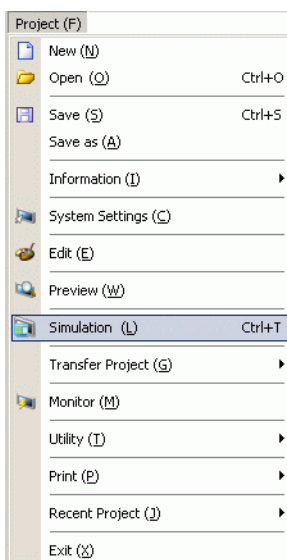 Project (F)
New (N)
Open (O) Ctrl+O
Save (S) Ctrl+S
Save as (A)
Information (I)
System Settings (C)
Edit (E)
Preview (W)
Simulation (L) Ctrl+T
Transfer Project (G)
Monitor (M)
Utility (T)
Print (P)
Recent Project (J)
Exit (X)